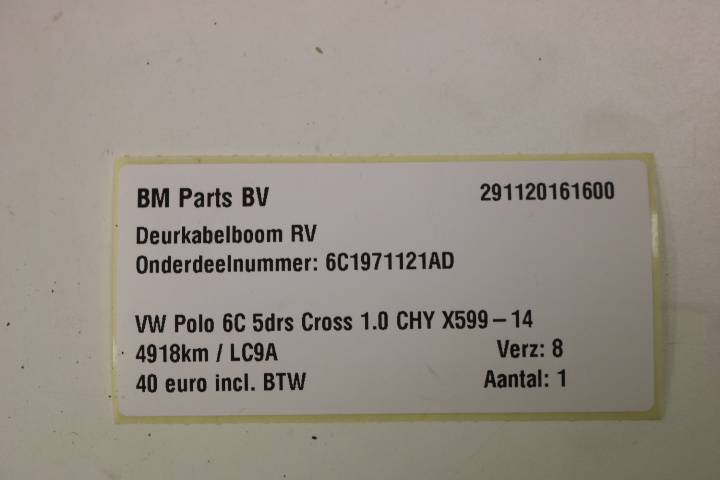 BM Parts BV 291120161600
Deurkabelboom RV
Onderdeelnummer: 6C1971121AD
VW Polo 6C 5drs Cross 1.0 CHY X599-14
4918km / LC9A Verz: 8
40 euro incl. BTW Aantal: 1